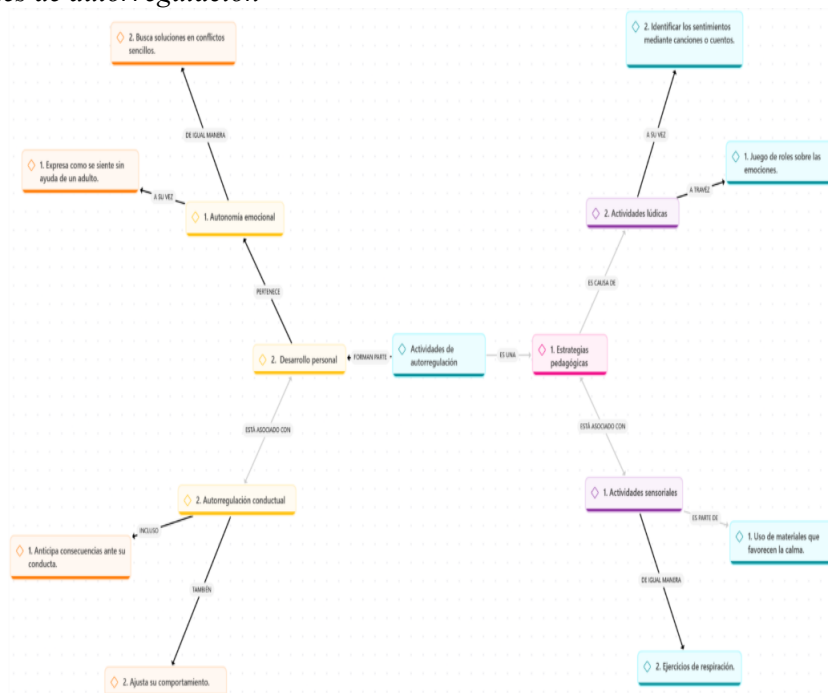 es de autorregulación
2. Busca soluciones en conflictos
sencillos.
2. Identificar los sentimientos
mediante canciones o cuentos.
DE IGUAL MANERA
A SU VEZ
1. Expresa como se siente sin
ayuda de un adulto.
1. Juego de roles sobre las
emociones.
A SU VEZ
A TRAVEZ
1. Autonomía emocional
2. Actividades lúdicas
PERTENECE
ES CAUSA DE
2. Desarrollo personal
FORMAN PARTE
Actividades de
autorregulación
ES UNA
1. Estrategias
pedagógicas
ESTÁ ASOCIADO CON
ESTÁ ASOCIADO CON
2. Autorregulación conductual
1. Actividades sensoriales
INCLUSO
ES PARTE DE
1. Anticipa consecuencias ante su
conducta.
1. Uso de materiales que
favorecen la calma.
TAMBIÉN
DE IGUAL MANERA
2. Ajusta su comportamiento.
2. Ejercicios de respiración.